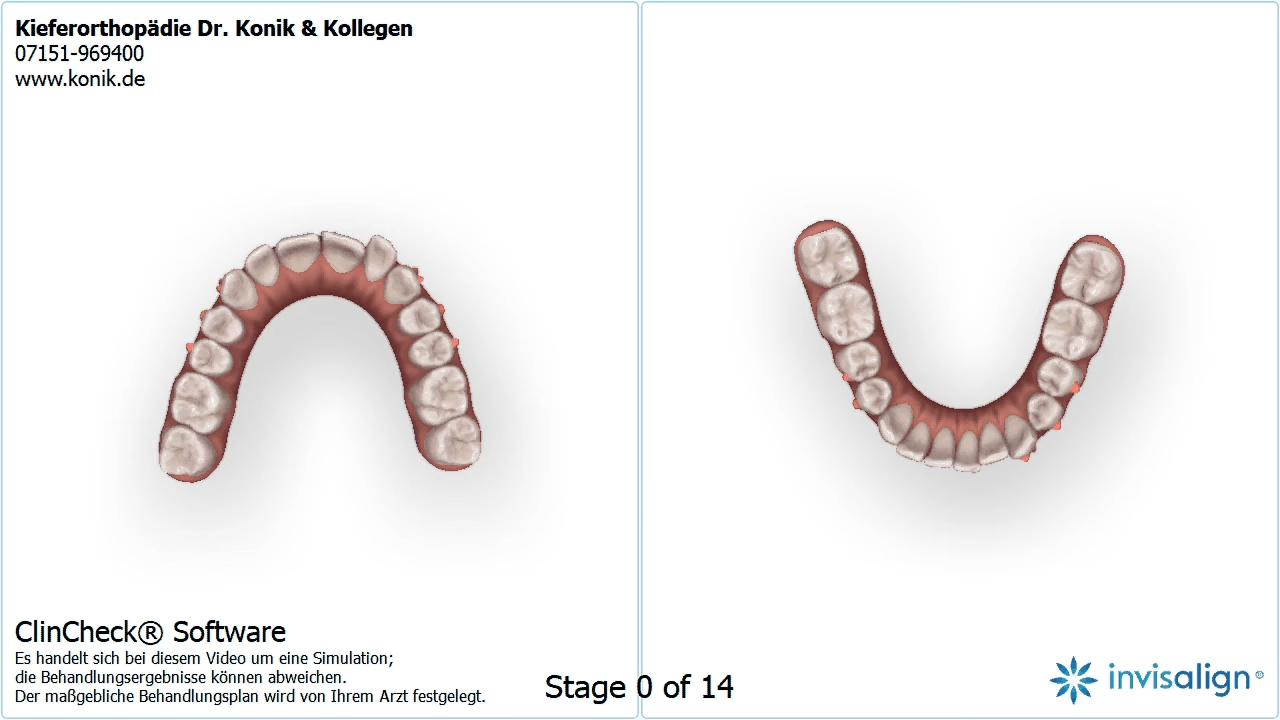 Kieferorthopädie Dr. Konik & Kollegen
07151-969400
www.konik.de
ClinCheck® Software
Es handelt sich bei diesem Video um eine Simulation;
die Behandlungsergebnisse können abweichen.
Der maßgebliche Behandlungsplan wird von Ihrem Arzt festgelegt.
Stage 0 of 14
invisalign®